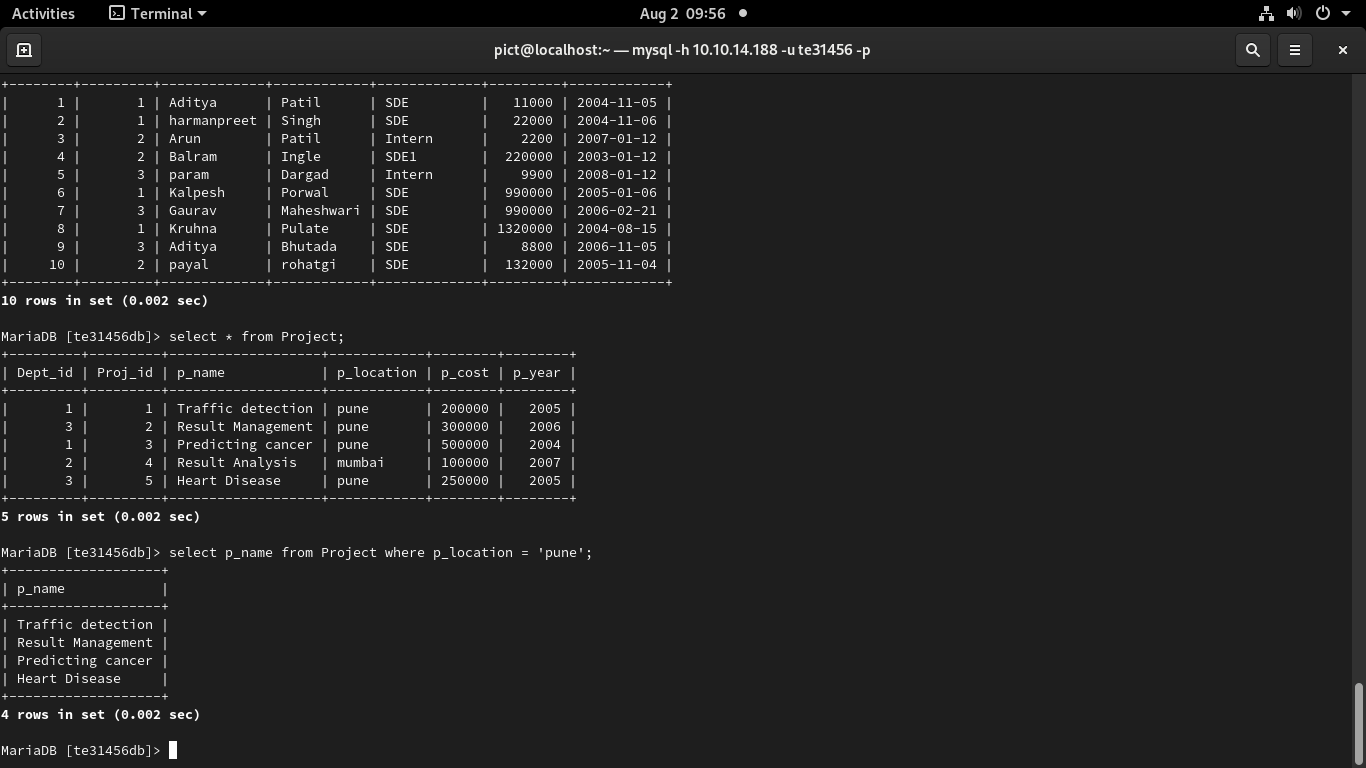 Activities Terminal Aug 2 09:56
pict@localhost:~ — mysql -h 10.10.14.188 -u te31456 -p
+--------+--------+-------------+------------+-------------+---------+------------+
|      1 |       1 | Aditya      | Patil      | SDE         |   11000 | 2004-11-05 |
|      2 |       1 | harmanpreet | Singh      | SDE         |   22000 | 2004-11-06 |
|      3 |       2 | Arun        | Patil      | Intern      |    2200 | 2007-01-12 |
|      4 |       2 | Balram      | Ingle      | SDE1        |  220000 | 2003-01-12 |
|      5 |       3 | param       | Dargad     | Intern      |    9900 | 2008-01-12 |
|      6 |       1 | Kalpesh     | Porwal     | SDE         |  990000 | 2005-01-06 |
|      7 |       3 | Gaurav      | Maheshwari | SDE         |  990000 | 2006-02-21 |
|      8 |       1 | Kruhna      | Pulate     | SDE         | 1320000 | 2004-08-15 |
|      9 |       3 | Aditya      | Bhutada    | SDE         |    8800 | 2006-11-05 |
|     10 |       2 | payal       | rohatgi    | SDE         |  132000 | 2005-11-04 |
+--------+---------+-------------+------------+-------------+---------+------------+
10 rows in set (0.002 sec)
MariaDB [te31456db]> select * from Project;
+---------+---------+-------------------+------------+--------+--------+
| Dept_id | Proj_id | p_name            | p_location | p_cost | p_year |
+---------+---------+-------------------+------------+--------+--------+
|       1 |       1 | Traffic detection | pune       | 200000 |   2005 |
|       3 |       2 | Result Management | pune       | 300000 |   2006 |
|       1 |       3 | Predicting cancer | pune       | 500000 |   2004 |
|       2 |       4 | Result Analysis   | mumbai     | 100000 |   2007 |
|       3 |       5 | Heart Disease     | pune       | 250000 |   2005 |
+---------+---------+-------------------+------------+--------+--------+
5 rows in set (0.002 sec)
MariaDB [te31456db]> select p_name from Project where p_location = 'pune';
+-------------------+
| p_name            |
+-------------------+
| Traffic detection |
| Result Management |
| Predicting cancer |
| Heart Disease     |
+-------------------+
4 rows in set (0.002 sec)
MariaDB [te31456db]>